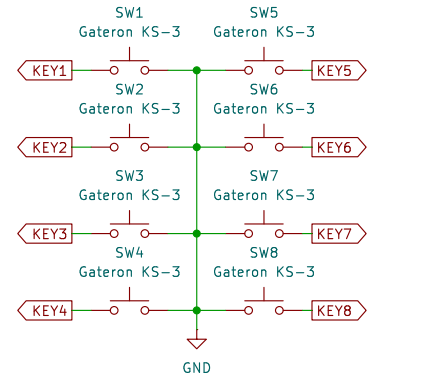 SW1 SW5
Gateron KS-3 Gateron KS-3
KEY1 KEY5
SW2 SW6
Gateron KS-3 Gateron KS-3
KEY2 KEY6
SW3 SW7
Gateron KS-3 Gateron KS-3
KEY3 KEY7
SW4 SW8
Gateron KS-3 Gateron KS-3
KEY4 KEY8
GND